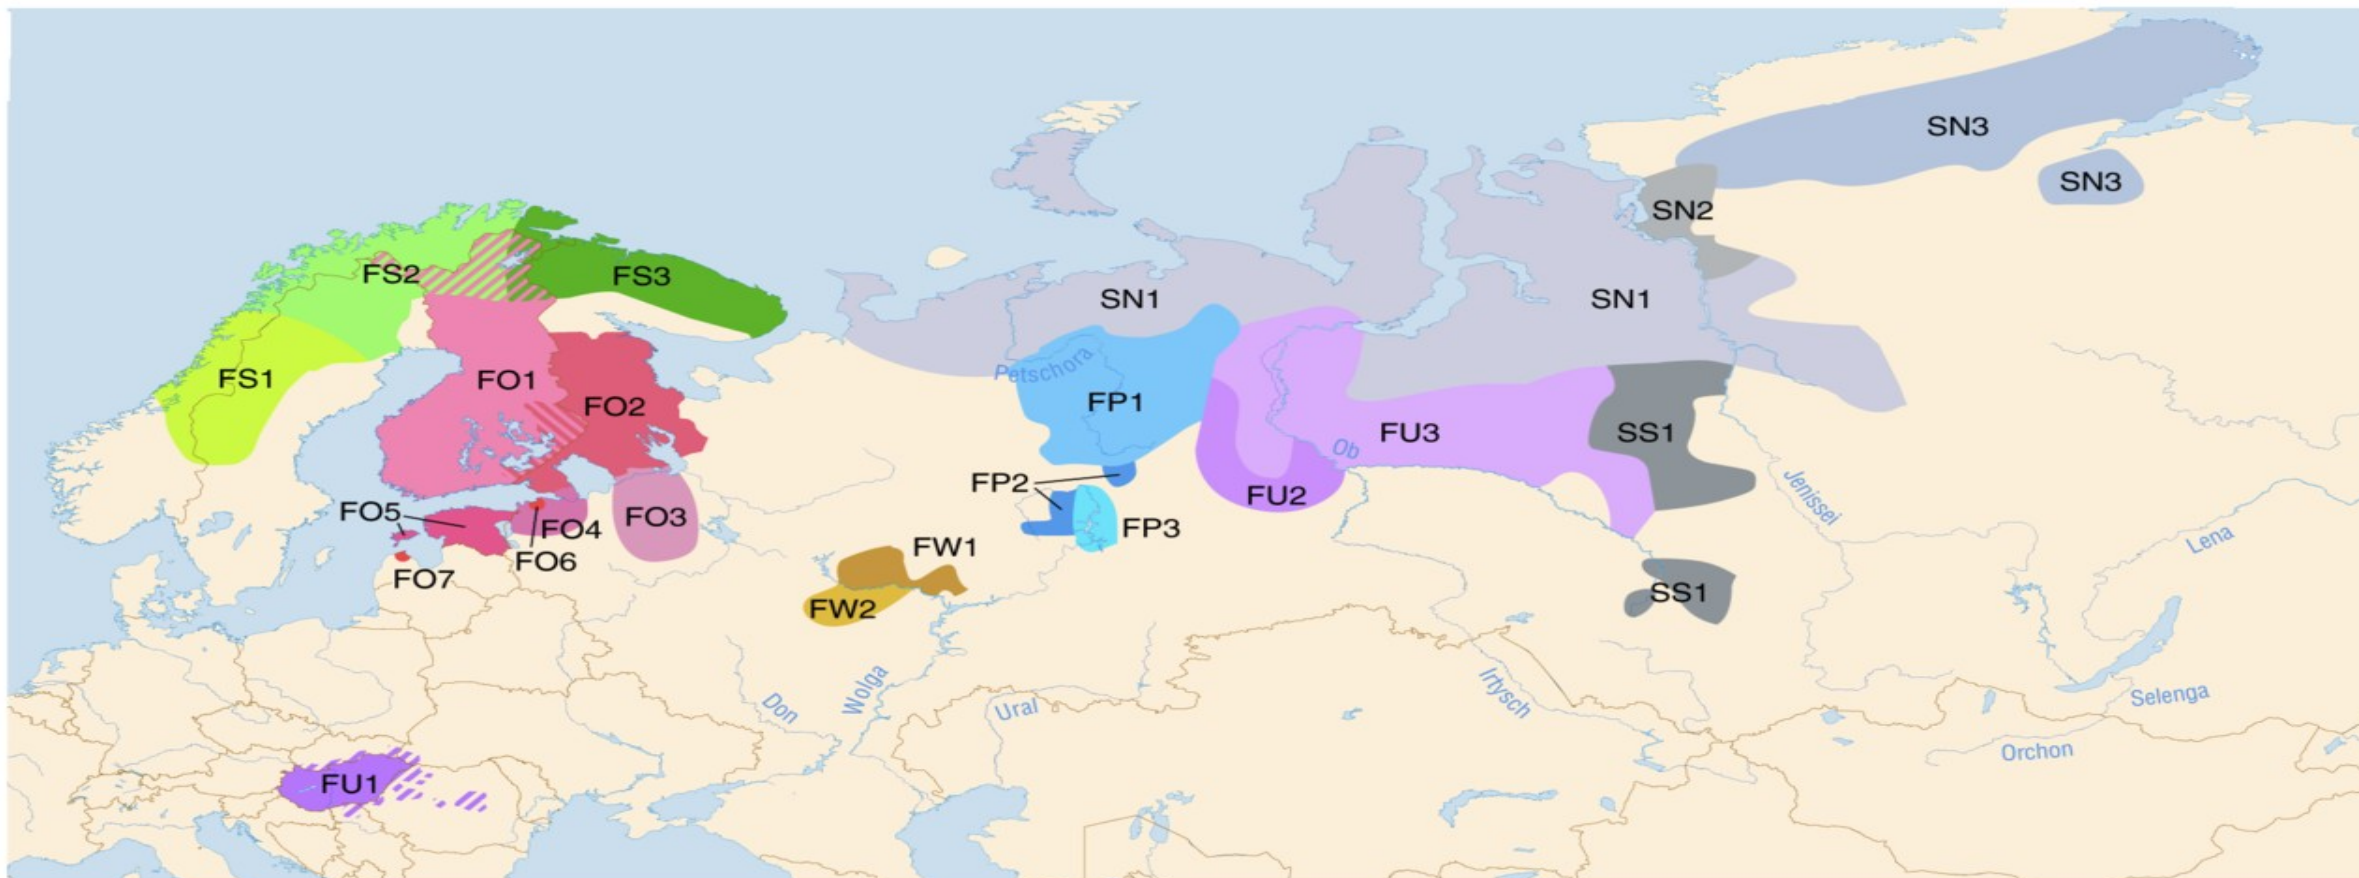 SN3
SN3
SN2
FS2
FS3
SN1
SN1
Petschora
FS1
FO1
FO2
FP1
FU3
SS1
Ob
FP2
FU2
Jenissei
FO5
FO4
FO3
FP3
FO6
FW1
Lena
FO7
FW2
SS1
Don
Wolga
Ural
Irtysch
Selenga
Orchon
FU1